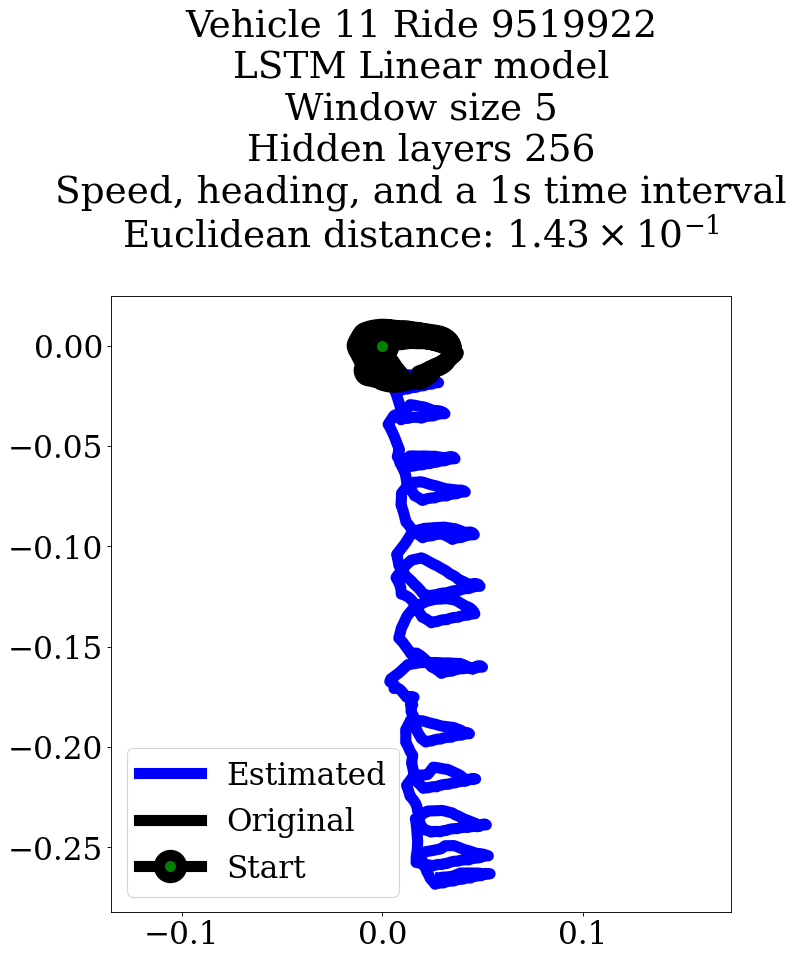 Vehicle 11 Ride 9519922
LSTM Linear model
Window size 5
Hidden layers 256
Speed, heading, and a 1s time interval
Euclidean distance: 1.43 × 10⁻¹
0.00
−0.05
−0.10
−0.15
−0.20
−0.25
Estimated
Original
Start
−0.1
0.0
0.1